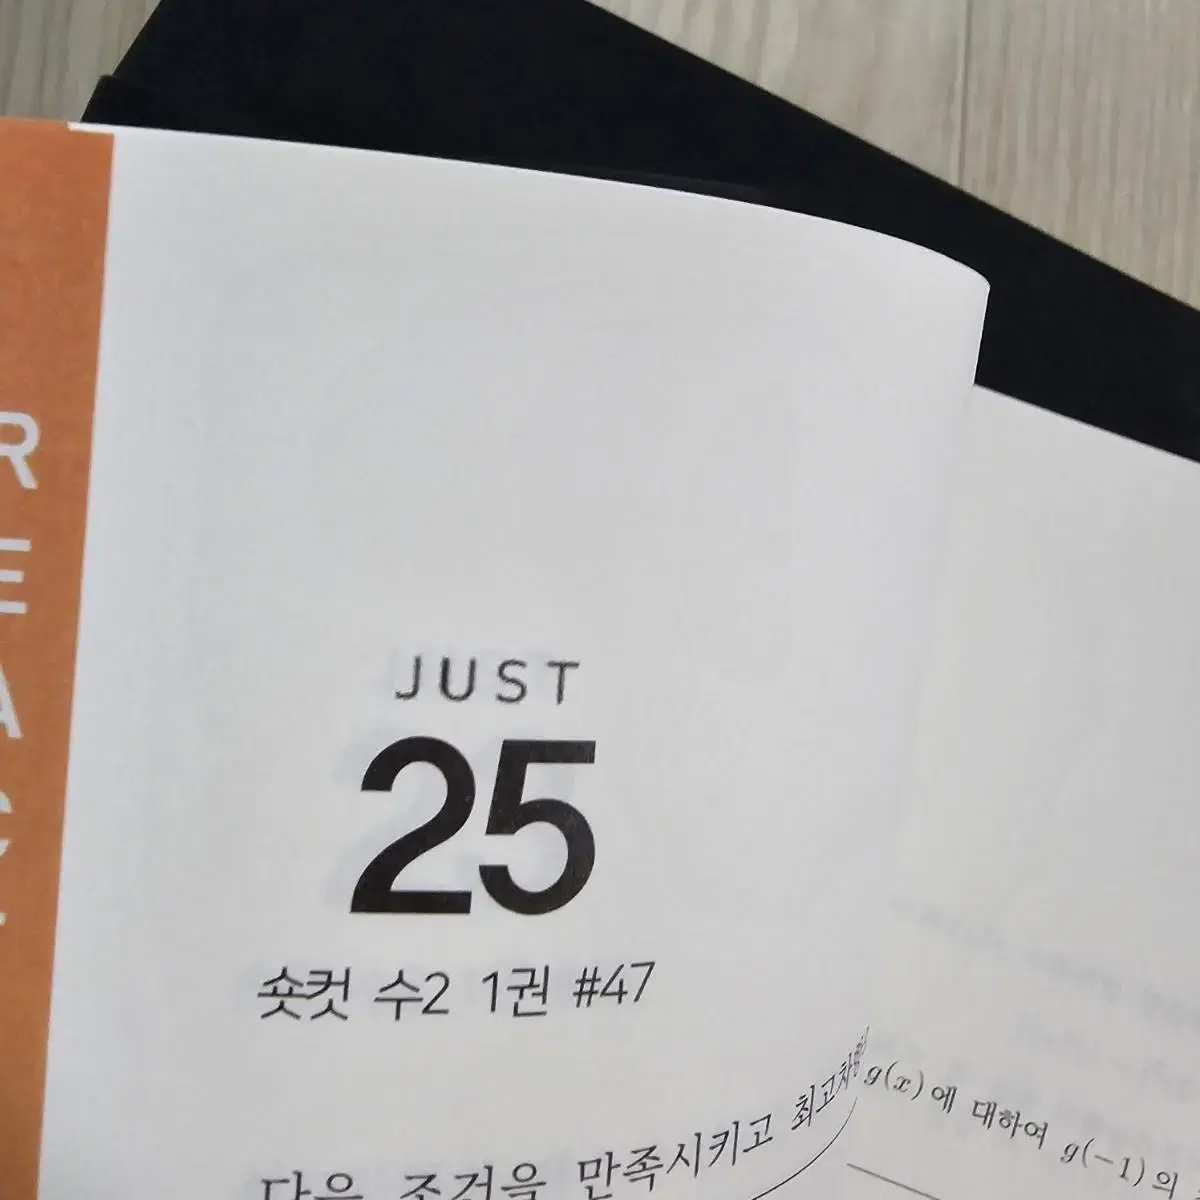 R
E
A
C
JUST
25
숏컷 수2 1권 #47
다음 조건을 만족시키고 최고차항
g(x)에 대하여 g(-1)의